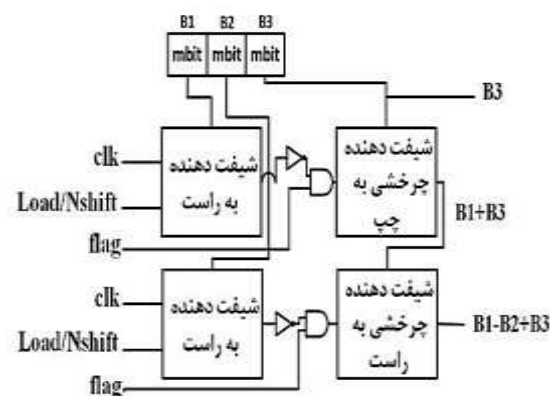 B1 B2 B3
mbit mbit mbit
B3
clk
Load/Nshift
flag
شیفت دهنده
به راست
شیفت دهنده
چرخشی به
چپ
B1+B3
clk
Load/Nshift
flag
شیفت دهنده
به راست
شیفت دهنده
چرخشی به
راست
B1-B2+B3